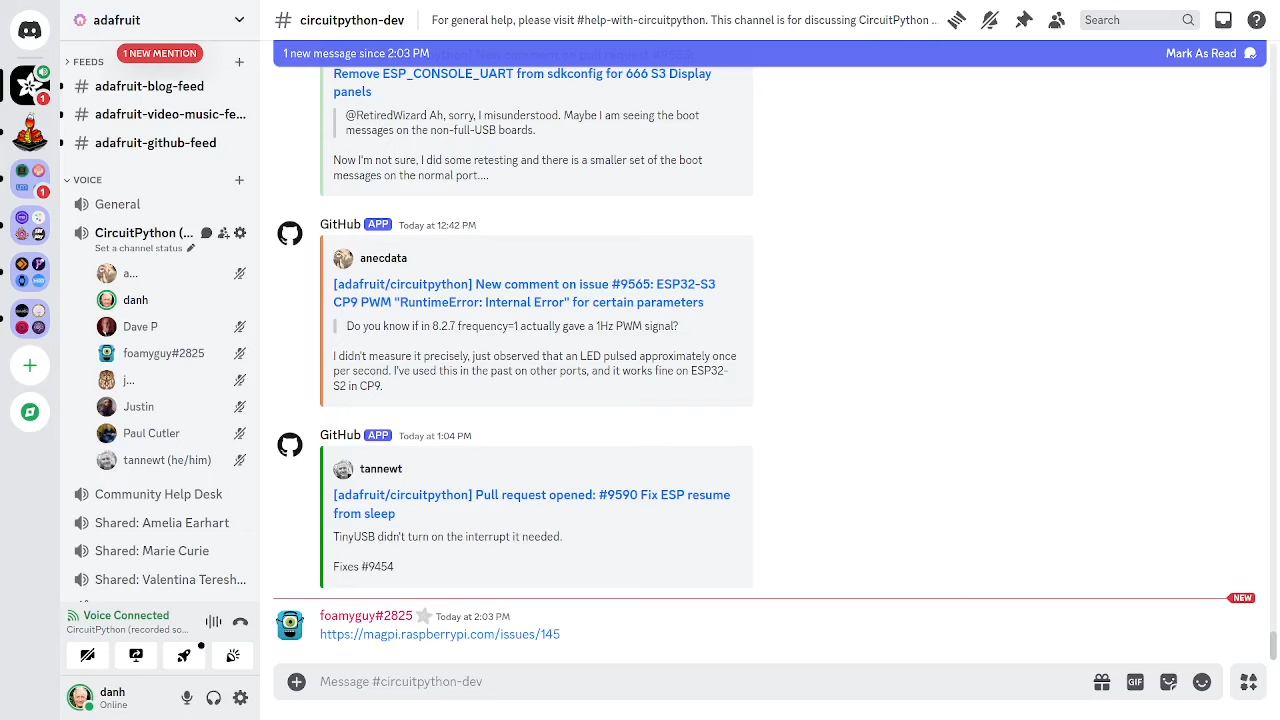 adafruit
circuitpython-dev
For general help, please visit #help-with-circuitpython. This channel is for discussing CircuitPython ...
Search
1 NEW MENTION
1 new message since 2:03 PM
Mark As Read
FEEDS
adafruit-blog-feed
adafruit-video-music-fe...
adafruit-github-feed
VOICE
General
CircuitPython (...
Set a channel status
a...
danh
Dave P
foamyguy#2825
j...
Justin
Paul Cutler
tannewt (he/him)
Community Help Desk
Shared: Amelia Earhart
Shared: Marie Curie
Shared: Valentina Teresh...
Voice Connected
CircuitPython (recorded so...
danh
Online
Remove ESP_CONSOLE_UART from sdkconfig for 666 S3 Display
panels
@RetiredWizard Ah, sorry, I misunderstood. Maybe I am seeing the boot
messages on the non-full-USB boards.
Now I'm not sure, I did some retesting and there is a smaller set of the boot
messages on the normal port....
GitHub APP Today at 12:42 PM
anecdata
[adafruit/circuitpython] New comment on issue #9565: ESP32-S3
CP9 PWM "RuntimeError: Internal Error" for certain parameters
Do you know if in 8.2.7 frequency=1 actually gave a 1Hz PWM signal?
I didn't measure it precisely, just observed that an LED pulsed approximately once
per second. I've used this in the past on other ports, and it works fine on ESP32-
S2 in CP9.
GitHub APP Today at 1:04 PM
tannewt
[adafruit/circuitpython] Pull request opened: #9590 Fix ESP resume
from sleep
TinyUSB didn't turn on the interrupt it needed.
Fixes #9454
NEW
foamyguy#2825 Today at 2:03 PM
https://magpi.raspberrypi.com/issues/145
Message #circuitpython-dev
GIF